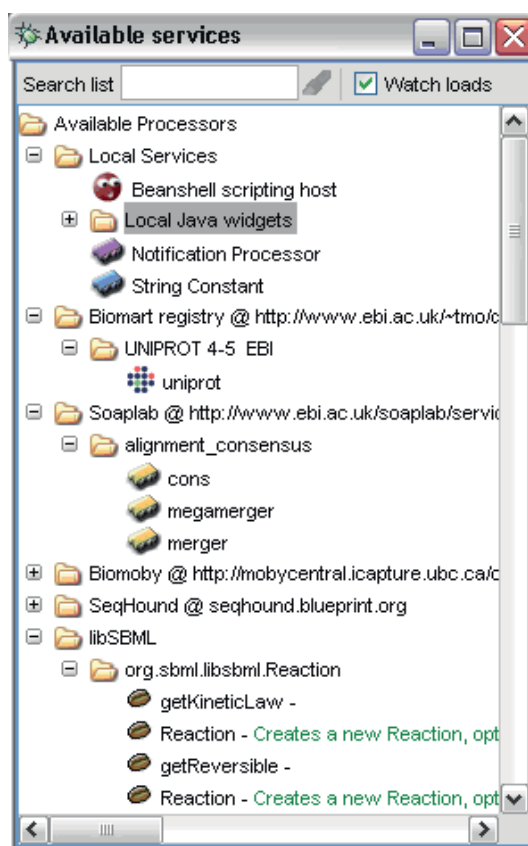 Available services
Search list Watch loads
Available Processors
Local Services
Beanshell scripting host
Local Java widgets
Notification Processor
String Constant
Biomart registry @ http://www.ebi.ac.uk/~tmo/c
UNIPROT 4-5 EBI
uniprot
Soaplab @ http://www.ebi.ac.uk/soaplab/servic
alignment_consensus
cons
megamerger
merger
Biomoby @ http://mobycentral.icapture.ubc.ca/c
SeqHound @ seqhound.blueprint.org
libSBML
org.sbml.libsbml.Reaction
getKineticLaw -
Reaction - Creates a new Reaction, opt
getReversible -
Reaction - Creates a new Reaction, opt